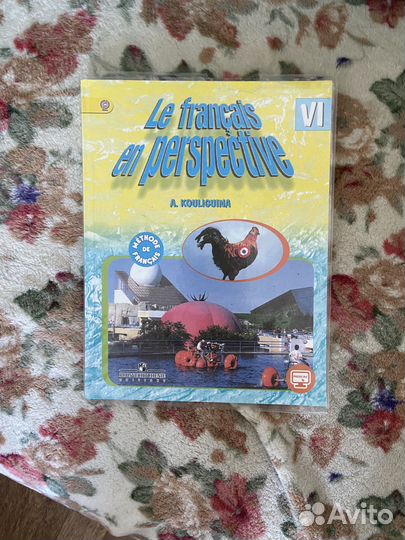 Le français
en perspective
VI
A. KOULIGUINA
MÉTHODE DE
FRANÇAIS
Avito